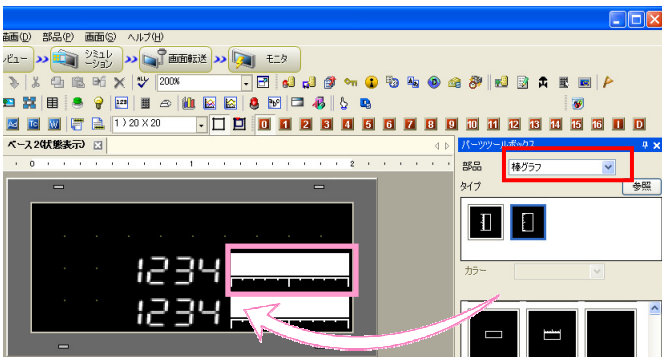 描画(D) 部品(P) 画面(S) ヘルプ(H)
ビュー シミュレーション 画面転送 モニタ
200%
1)20 X 20 0 1 2 3 4 5 6 7 8 9 10 11 12 13 14 15 16 I D
ベース2(状態表示)
パーツツールボックス
部品 棒グラフ
タイプ 参照
カラー
0 1 2
1234
1234